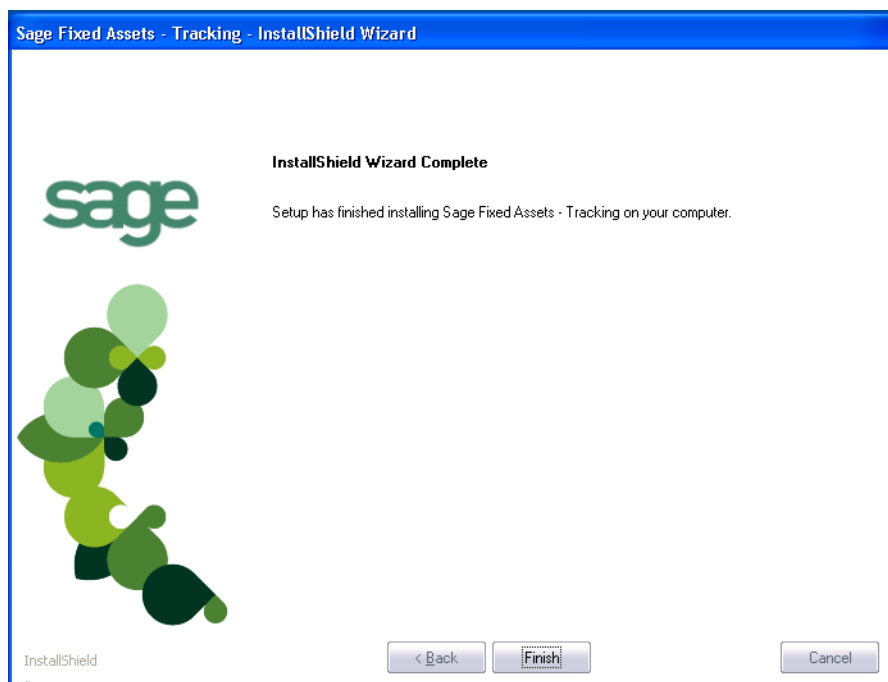 Sage Fixed Assets - Tracking - InstallShield Wizard
InstallShield Wizard Complete
sage
Setup has finished installing Sage Fixed Assets - Tracking on your computer.
InstallShield
< Back
Finish
Cancel